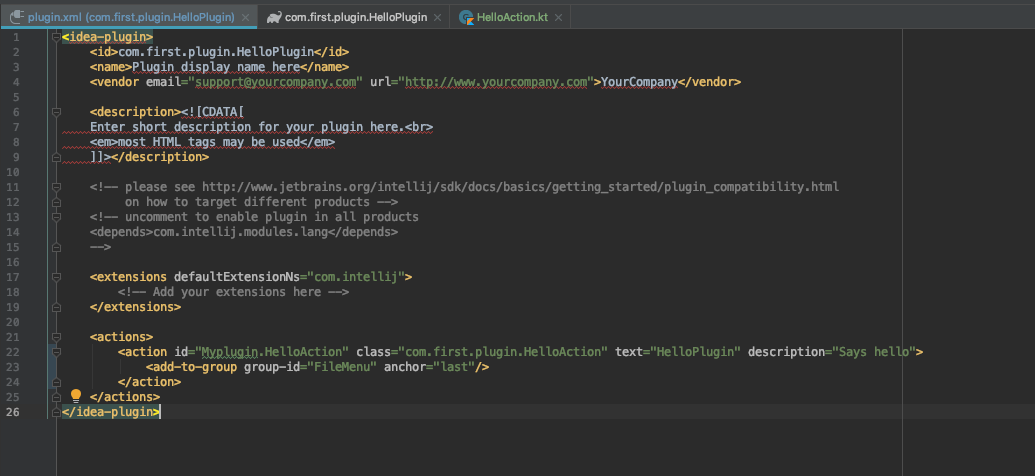 plugin.xml (com.first.plugin.HelloPlugin) com.first.plugin.HelloPlugin HelloAction.kt
1 <idea-plugin>
2 <id>com.first.plugin.HelloPlugin</id>
3 <name>Plugin display name here</name>
4 <vendor email="support@yourcompany.com" url="http://www.yourcompany.com">YourCompany</vendor>
5
6 <description><![CDATA[
7 Enter short description for your plugin here.<br>
8 <em>most HTML tags may be used</em>
9 ]]></description>
10
11 <!-- please see http://www.jetbrains.org/intellij/sdk/docs/basics/getting_started/plugin_compatibility.html
12 on how to target different products -->
13 <!-- uncomment to enable plugin in all products
14 <depends>com.intellij.modules.lang</depends>
15 -->
16
17 <extensions defaultExtensionNs="com.intellij">
18 <!-- Add your extensions here -->
19 </extensions>
20
21 <actions>
22 <action id="Myplugin.HelloAction" class="com.first.plugin.HelloAction" text="HelloPlugin" description="Says hello">
23 <add-to-group group-id="FileMenu" anchor="last"/>
24 </action>
25 </actions>
26 </idea-plugin>